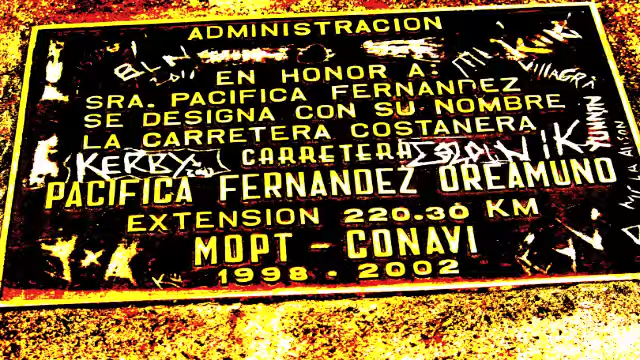 ADMINISTRACION
EN HONOR A:
SRA. PACIFICA FERNANDEZ
SE DESIGNA CON SU NOMBRE
LA CARRETERA COSTANERA
KERBY CARRETERA
PACIFICA FERNANDEZ OREAMUNO
EXTENSION 220.30 KM
MOPT - CONAVI
Y x A
1998 - 2002